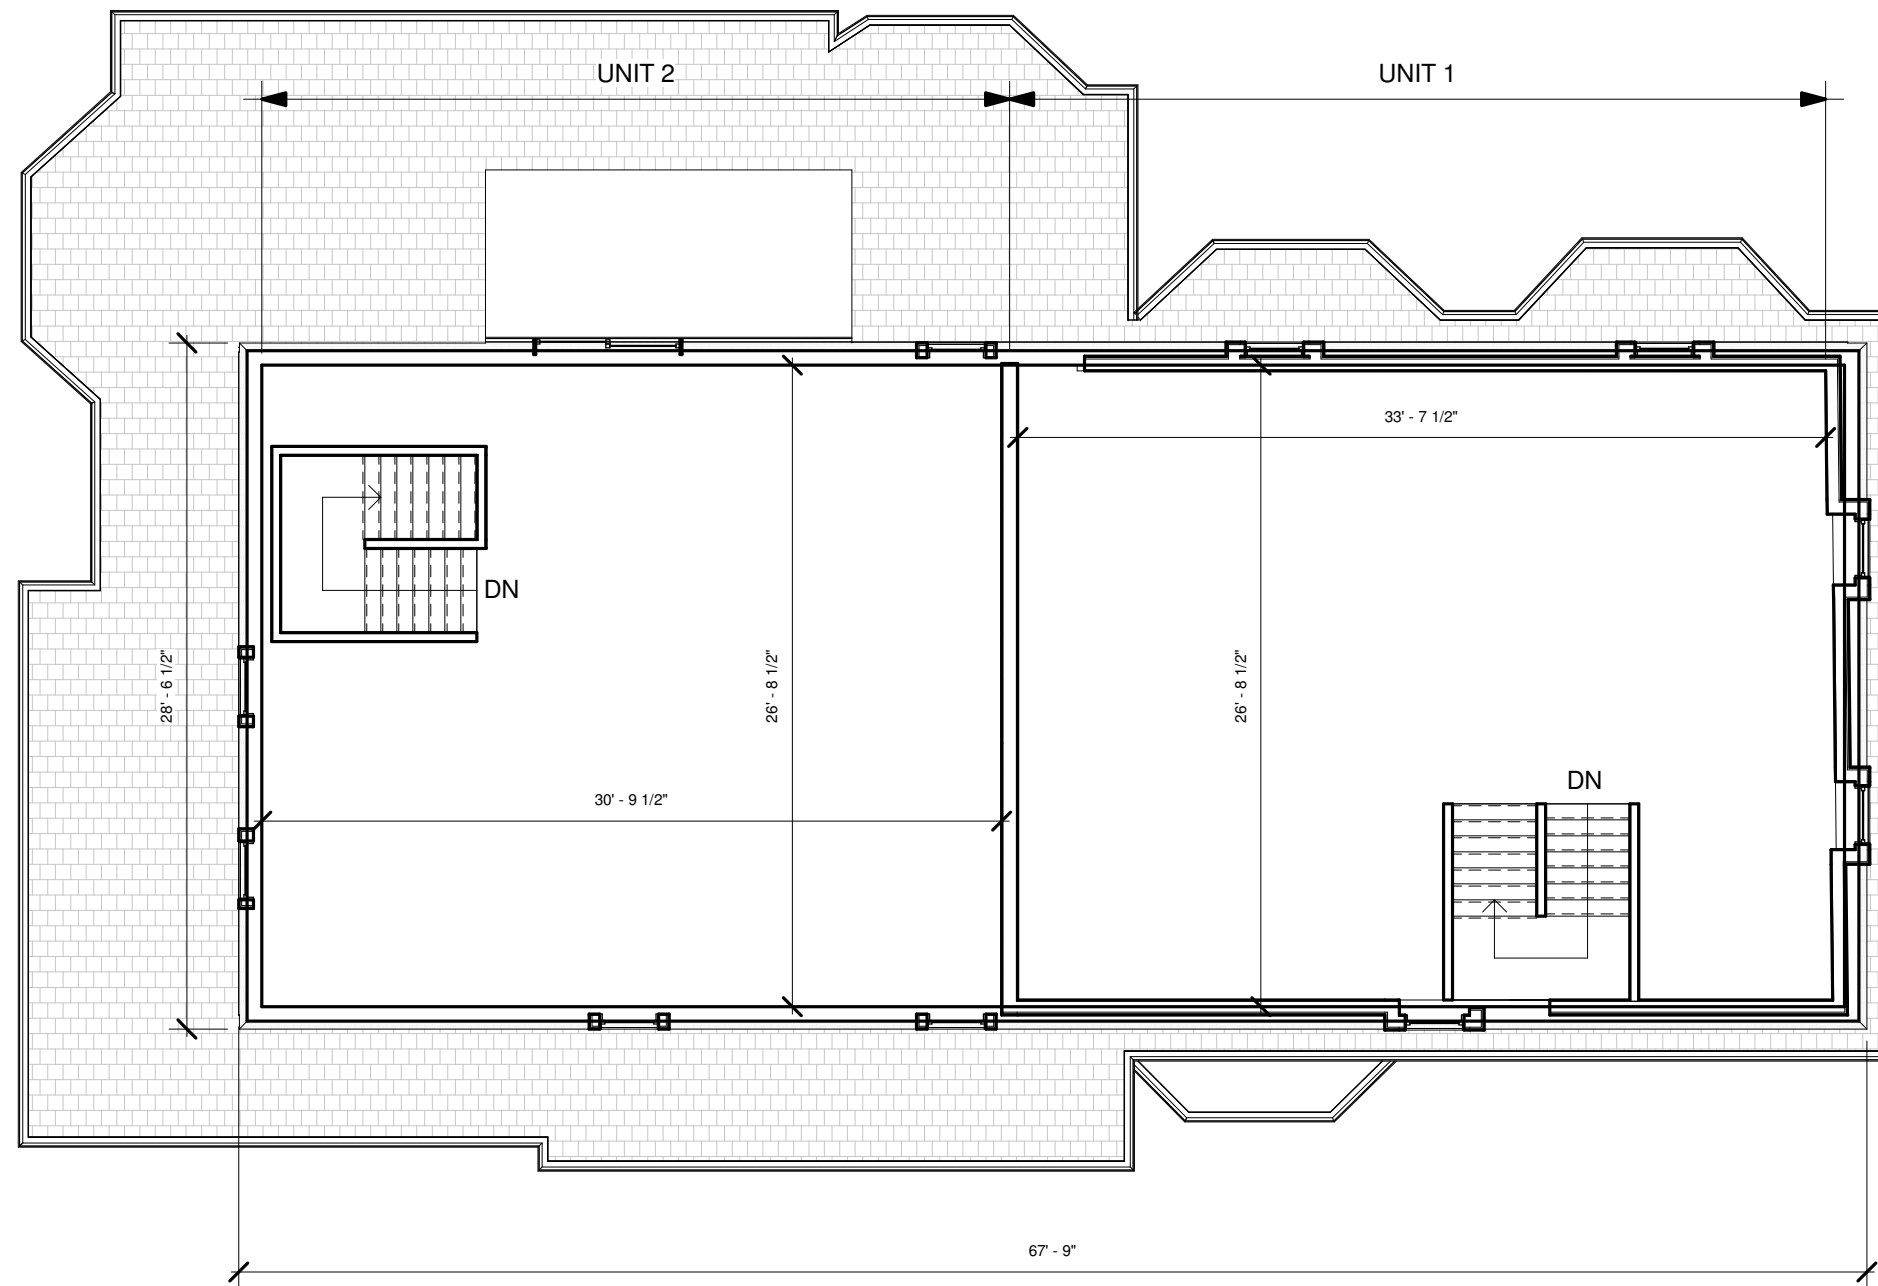 UNIT 2
UNIT 1
33' - 7 1/2"
DN
28' - 6 1/2"
26' - 8 1/2"
26' - 8 1/2"
DN
30' - 9 1/2"
67' - 9"